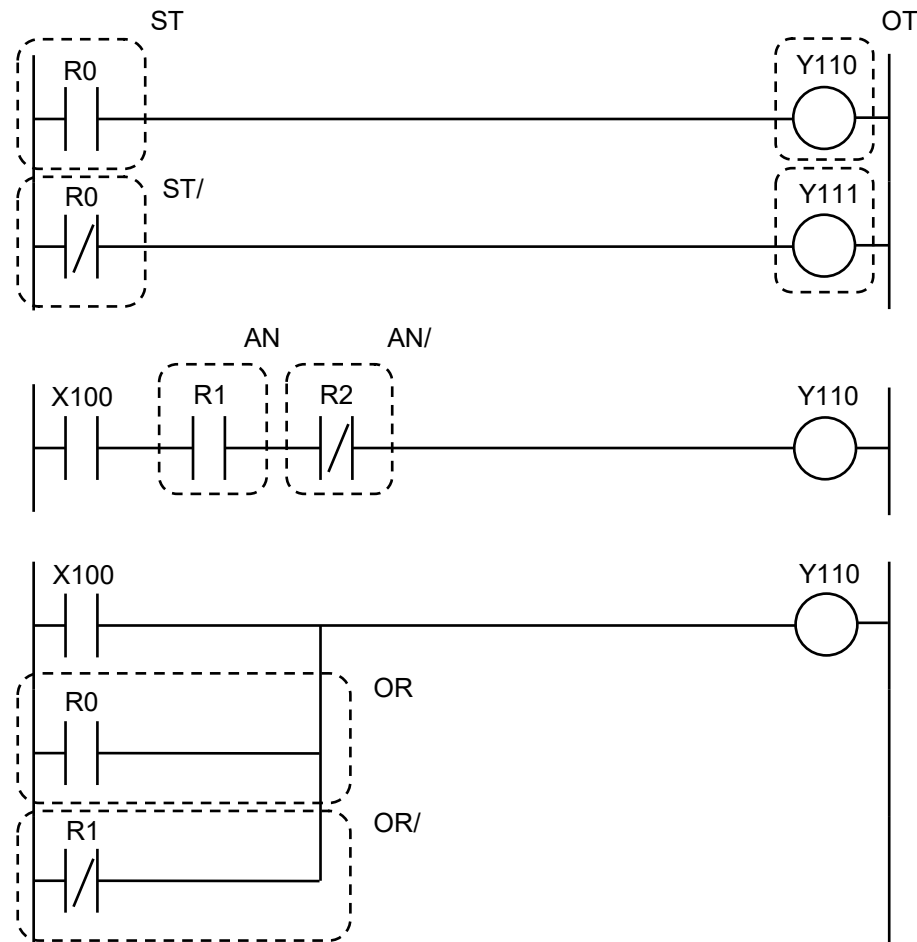 ST OT
R0 Y110
ST/
R0 Y111
AN AN/
X100 R1 R2 Y110
X100 Y110
OR
R0
OR/
R1